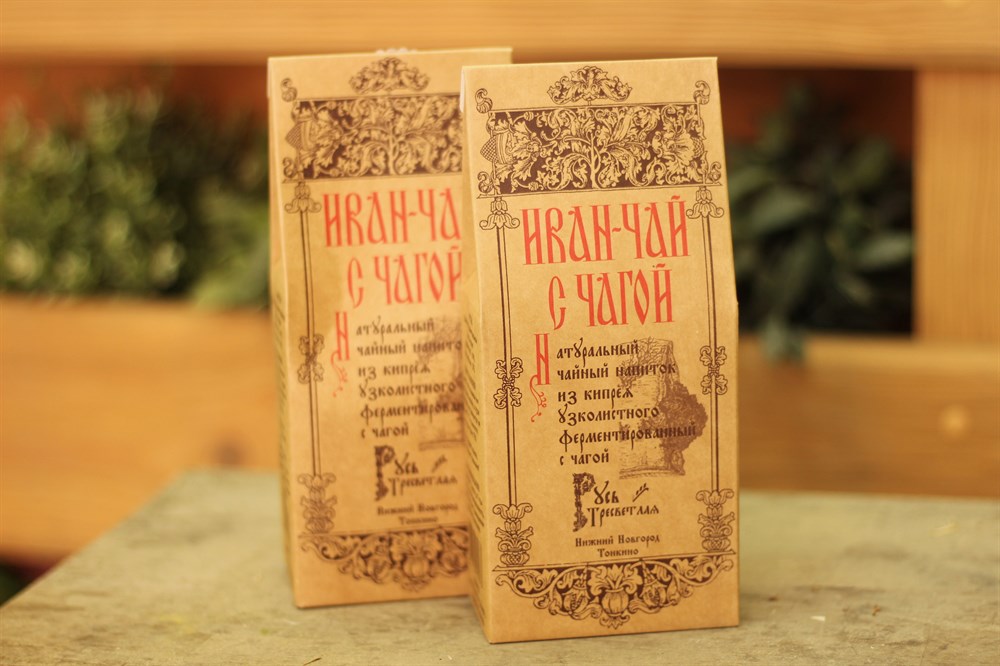 ИВАН-ЧА
С ЧАГОЙ
Натуральный
чайный напиток
из кипрея
узколистного
ферментированный
с чагой
Русь
Тресветлая
Нижний Новгород
Тонкино
ИВАН-ЧАЙ
С ЧАГОЙ
Натуральный
чайный напиток
из кипрея
узколистного
ферментированный
с чагой
Русь
Тресветлая
Нижний Новгород
Тонкино